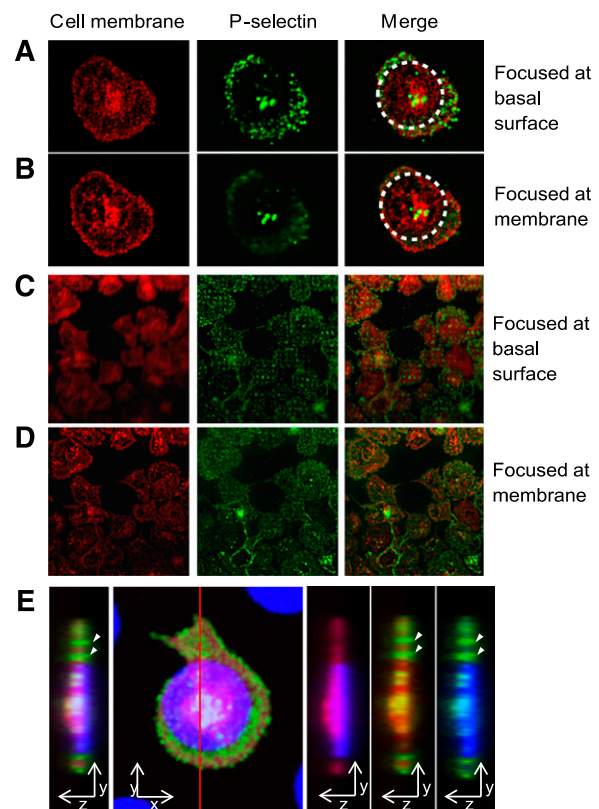 Cell membrane P-selectin Merge
A
Focused at
basal
surface
B
Focused at
membrane
C
Focused at
basal
surface
D
Focused at
membrane
E
y
z
y
x
y
z
y
z
y
z